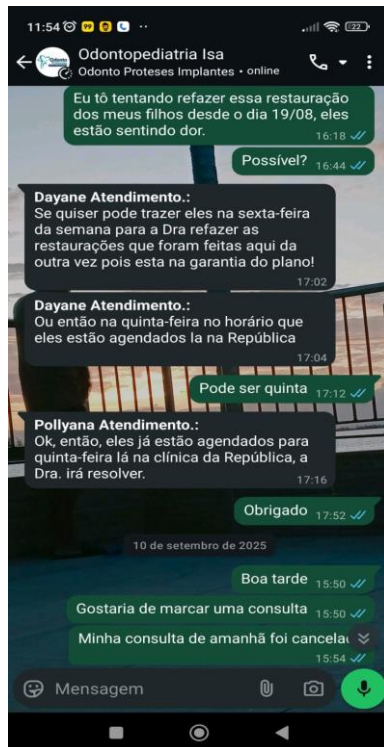 11:54
99
22
Odontopediatria Isa
Odonto Proteses Implantes • online
Eu tô tentando refazer essa restauração
dos meus filhos desde o dia 19/08, eles
estão sentindo dor.
16:18
Possível?
16:44
Dayane Atendimento.:
Se quiser pode trazer eles na sexta-feira
da semana para a Dra refazer as
restaurações que foram feitas aqui da
outra vez pois esta na garantia do plano!
17:02
Dayane Atendimento.:
Ou então na quinta-feira no horário que
eles estão agendados la na República
17:04
Pode ser quinta
17:12
Pollyana Atendimento.:
Ok, então, eles já estão agendados para
quinta-feira lá na clínica da República, a
Dra. irá resolver.
17:16
Obrigado
17:52
10 de setembro de 2025
Boa tarde
15:50
Gostaria de marcar uma consulta
15:50
Minha consulta de amanhã foi cancela
15:54
Mensagem